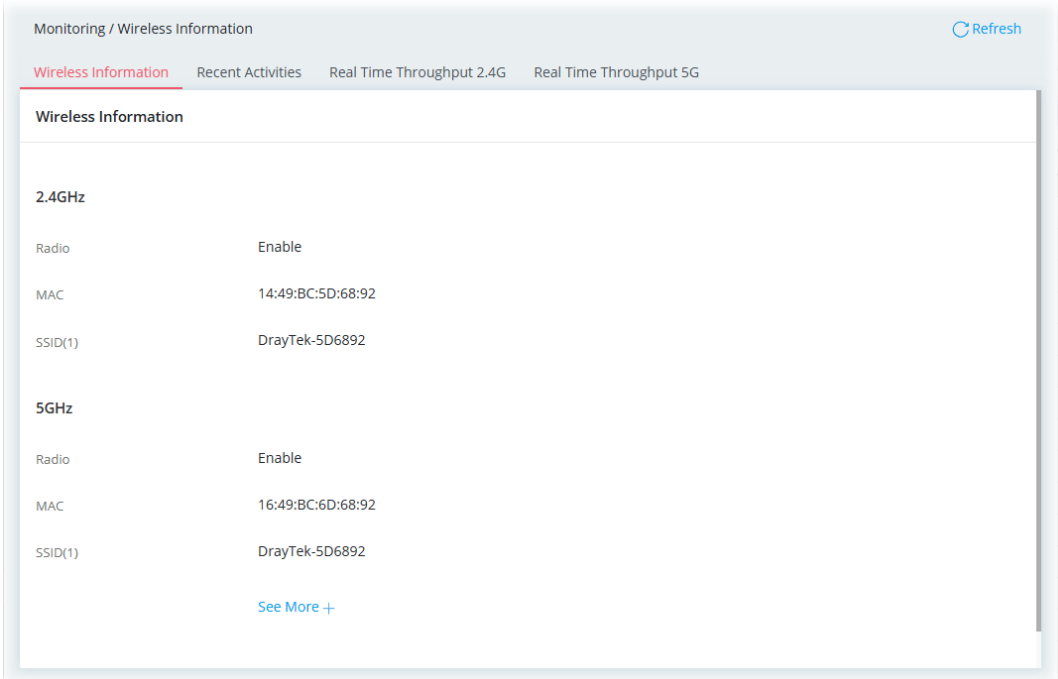 Monitoring / Wireless Information
Refresh
Wireless Information Recent Activities Real Time Throughput 2.4G Real Time Throughput 5G
Wireless Information
2.4GHz
Radio Enable
MAC 14:49:BC:5D:68:92
SSID(1) DrayTek-5D6892
5GHz
Radio Enable
MAC 16:49:BC:6D:68:92
SSID(1) DrayTek-5D6892
See More +